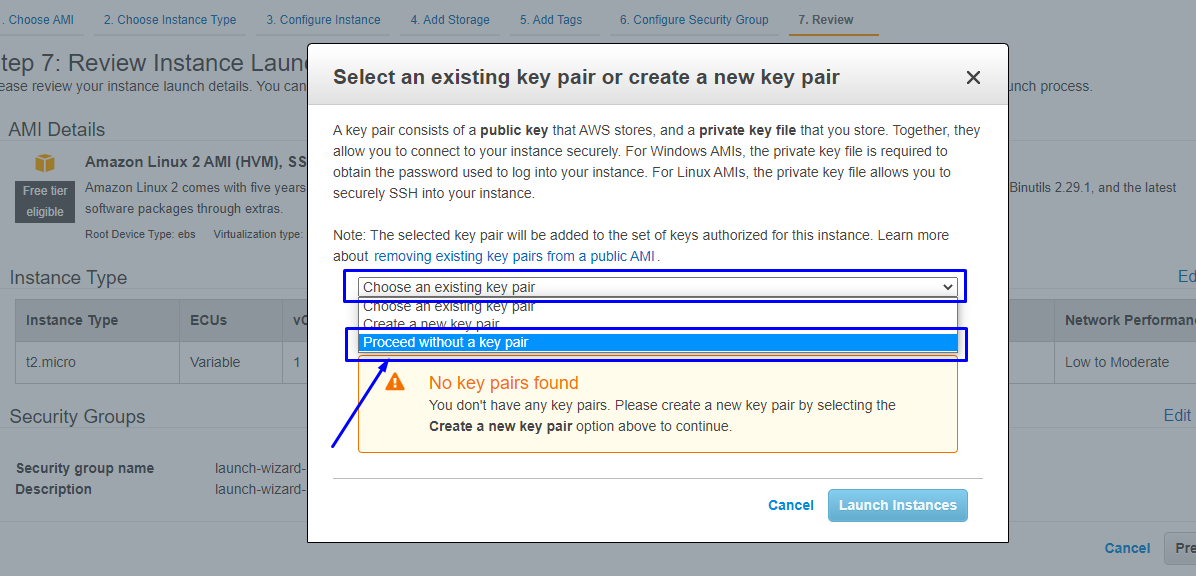 . Choose AMI 2. Choose Instance Type 3. Configure Instance 4. Add Storage 5. Add Tags 6. Configure Security Group 7. Review
tep 7: Review Instance Laun
ease review your instance launch details. You can
unch process.
Select an existing key pair or create a new key pair
A key pair consists of a public key that AWS stores, and a private key file that you store. Together, they
allow you to connect to your instance securely. For Windows AMIs, the private key file is required to
obtain the password used to log into your instance. For Linux AMIs, the private key file allows you to
securely SSH into your instance.
Note: The selected key pair will be added to the set of keys authorized for this instance. Learn more
about removing existing key pairs from a public AMI .
Choose an existing key pair
Choose an existing key pair
Create a new key pair
Proceed without a key pair
No key pairs found
You don't have any key pairs. Please create a new key pair by selecting the
Create a new key pair option above to continue.
Cancel Launch Instances
AMI Details
Free tier
eligible
Amazon Linux 2 AMI (HVM), SS
Amazon Linux 2 comes with five years
Binutils 2.29.1, and the latest
software packages through extras.
Root Device Type: ebs Virtualization type:
Instance Type
Ed
Instance Type ECUs vC Network Performan
t2.micro Variable 1 Low to Moderate
Security Groups
Edit
Security group name launch-wizard-
Description launch-wizard-
Cancel Pre